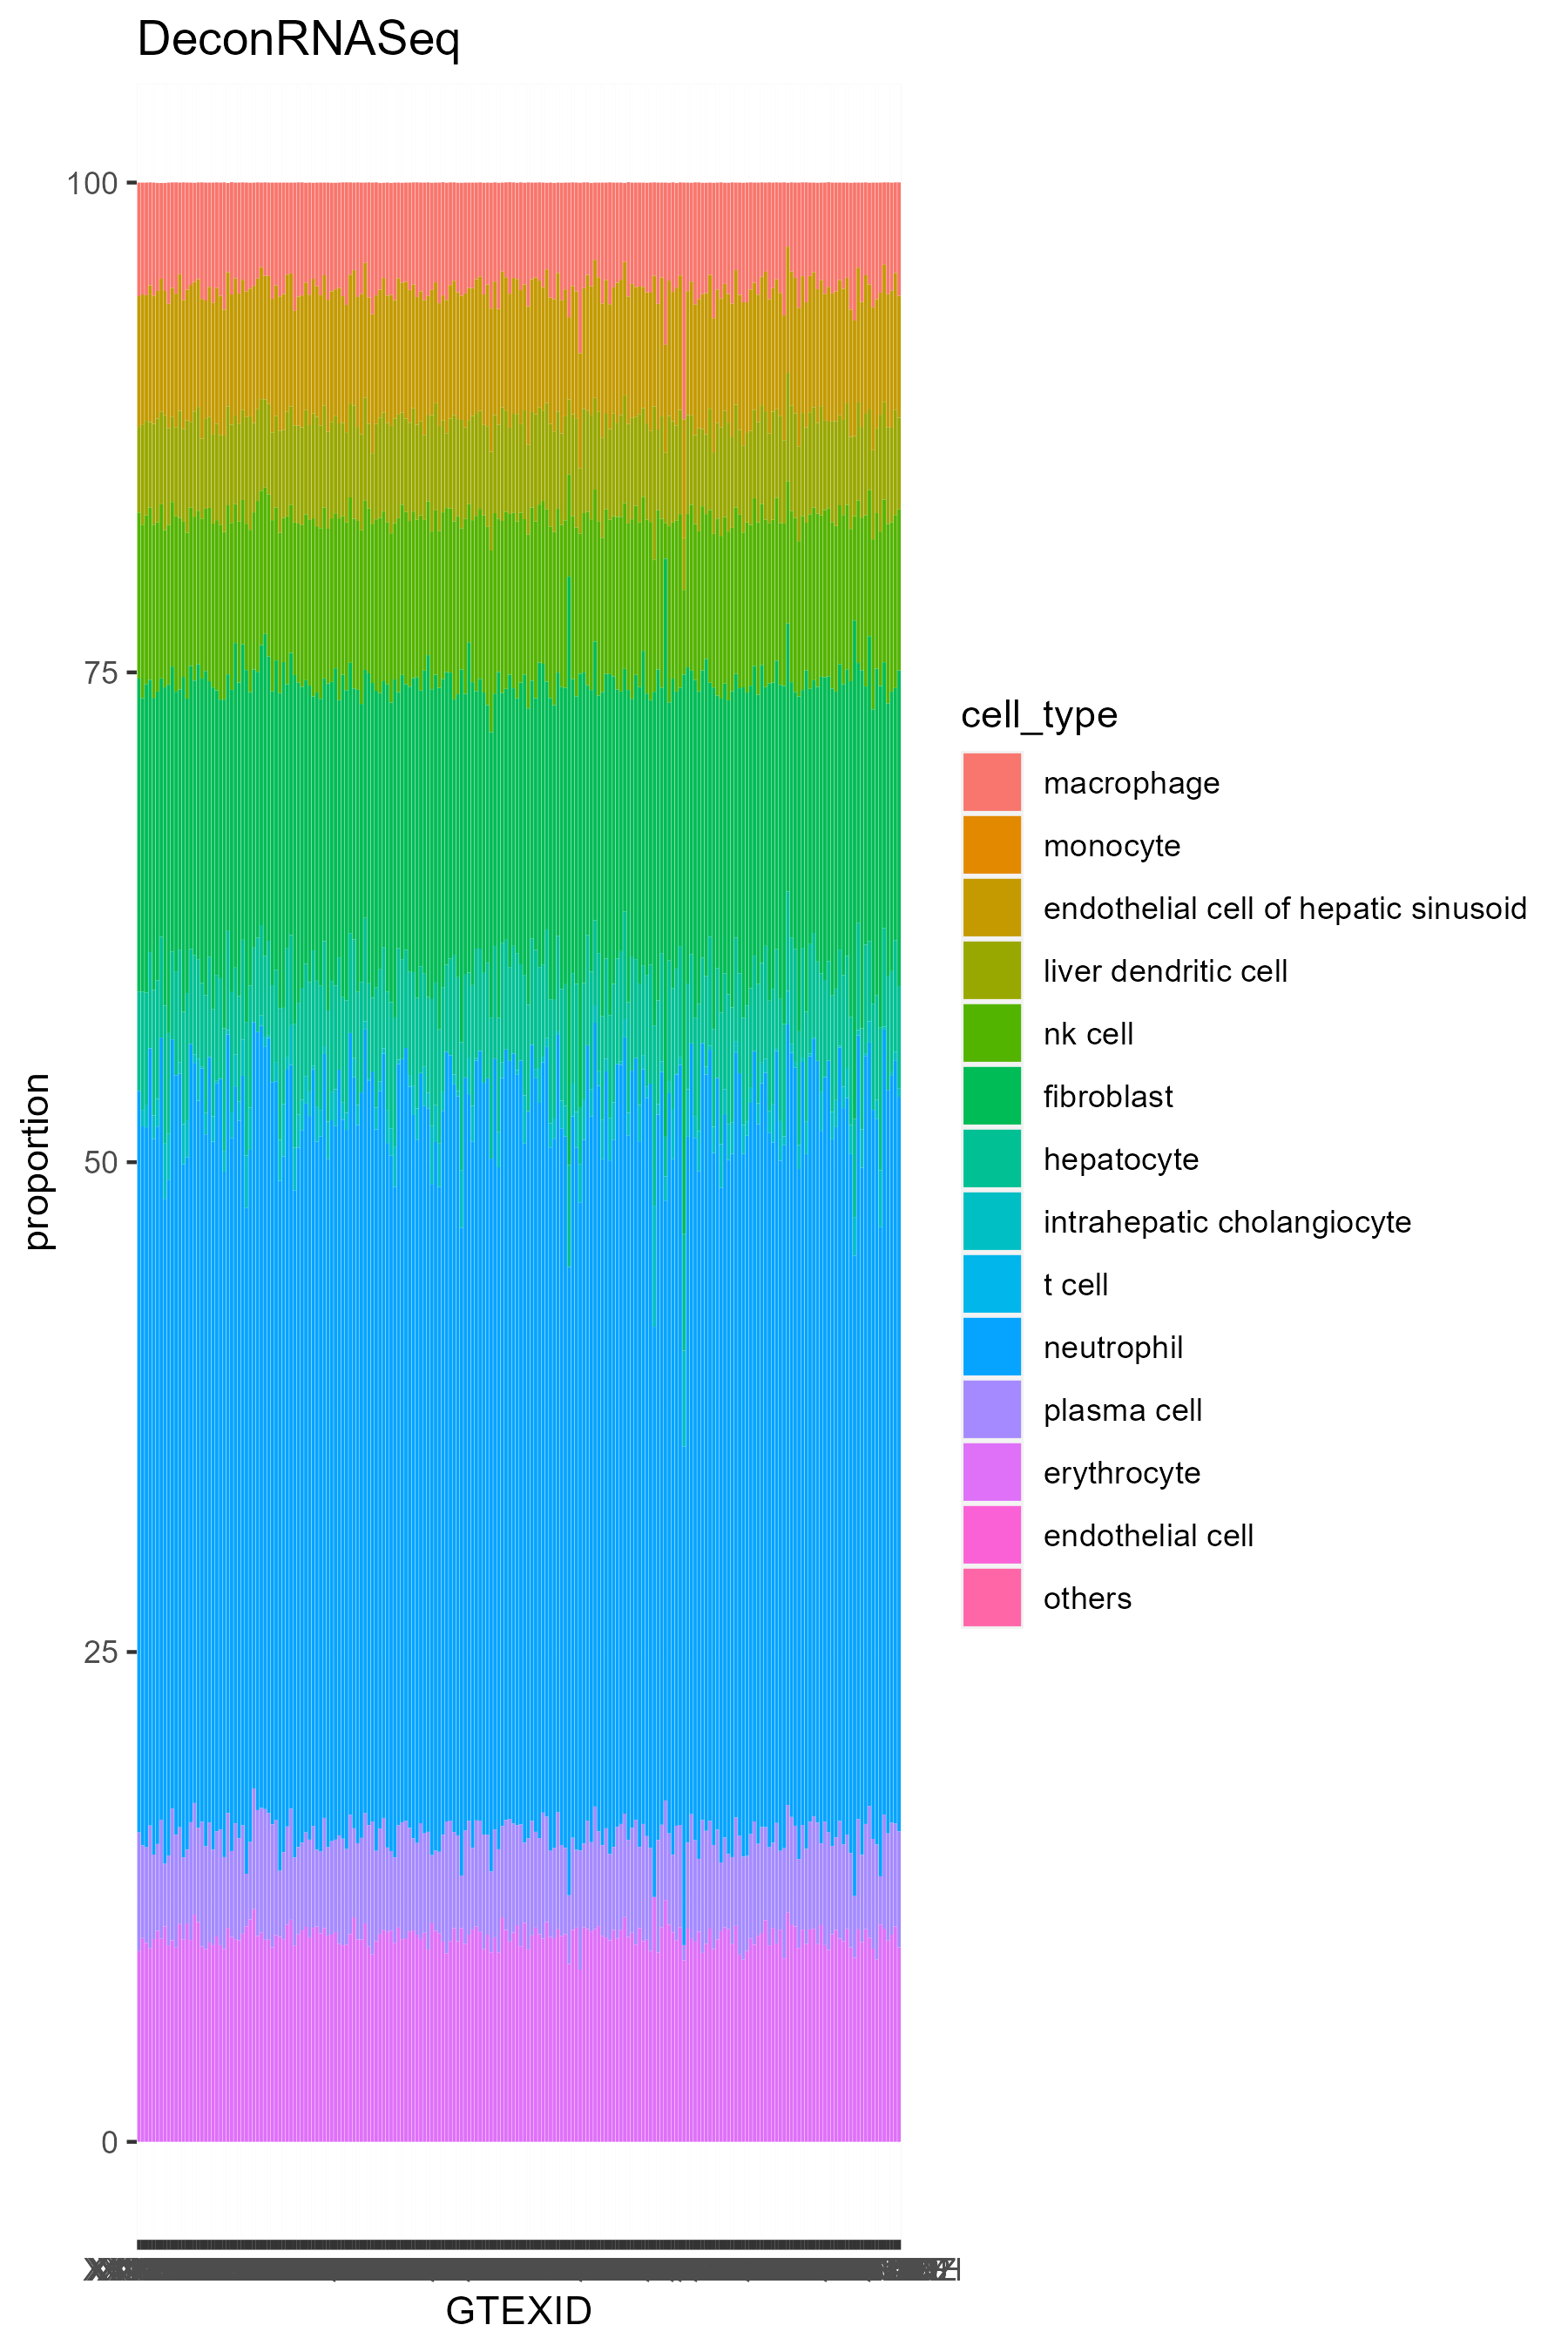 DeconRNASeq
100
75
50
25
0
proportion
GTEXID
cell_type
macrophage
monocyte
endothelial cell of hepatic sinusoid
liver dendritic cell
nk cell
fibroblast
hepatocyte
intrahepatic cholangiocyte
t cell
neutrophil
plasma cell
erythrocyte
endothelial cell
others